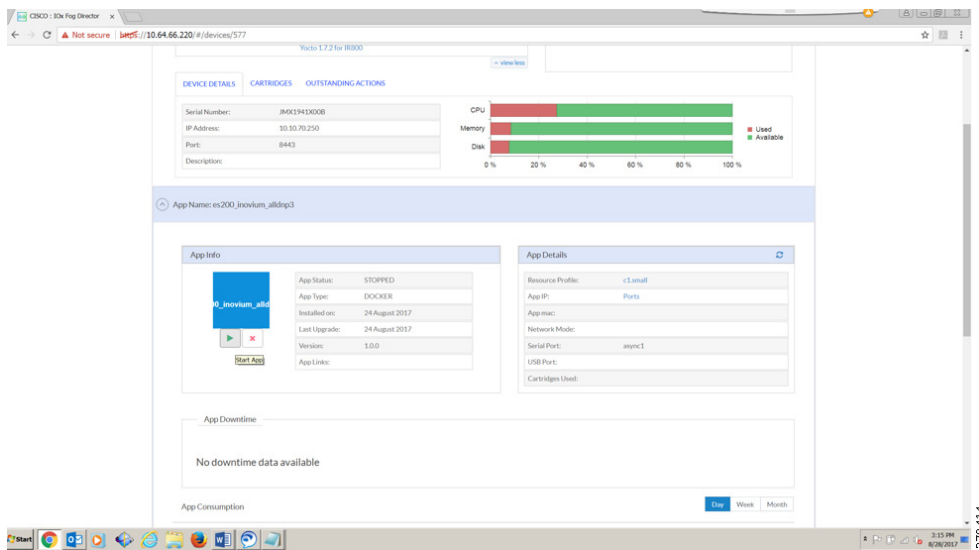 CISCO : IOx Fog Director
Not secure | https://10.64.66.220/#/devices/577
Yocto 1.7.2 for IR800
view less
DEVICE DETAILS CARTRIDGES OUTSTANDING ACTIONS
Serial Number: JMX1941X00B
IP Address: 10.10.70.250
Port: 8443
Description:
CPU
Memory
Disk
0 % 20 % 40 % 60 % 80 % 100 %
Used
Available
App Name: es200_inovium_alldnp3
App Info
00_inovium_alld
Start App
App Status: STOPPED
App Type: DOCKER
Installed on: 24 August 2017
Last Upgrade: 24 August 2017
Version: 1.0.0
App Links:
App Details
Resource Profile: c1.small
App IP: Ports
App mac:
Network Mode:
Serial Port: async1
USB Port:
Cartridges Used:
App Downtime
No downtime data available
App Consumption
Day Week Month
Start
3:15 PM
8/28/2017